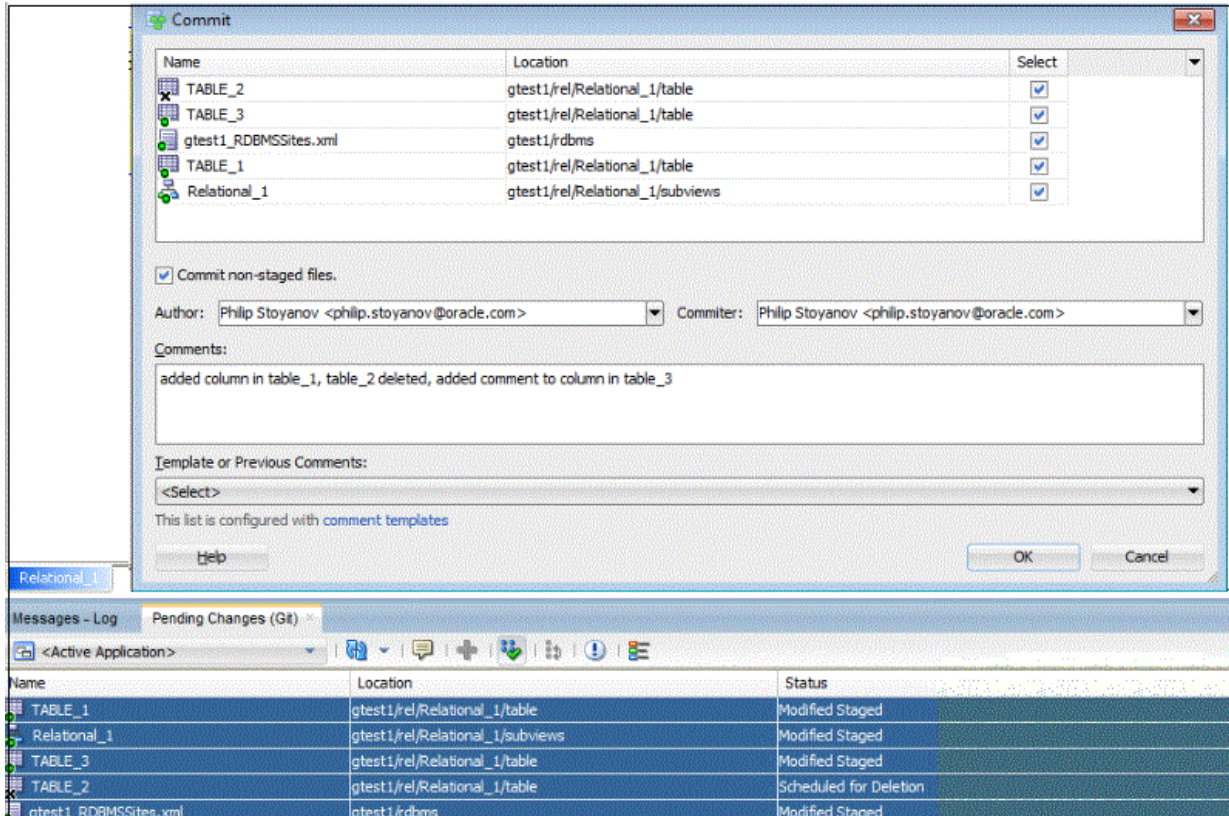 Commit
Name Location Select
TABLE_2 gtest1/rel/Relational_1/table
TABLE_3 gtest1/rel/Relational_1/table
gtest1_RDBMSSites.xml gtest1/rdbms
TABLE_1 gtest1/rel/Relational_1/table
Relational_1 gtest1/rel/Relational_1/subviews
Commit non-staged files.
Author: Philip Stoyanov <philip.stoyanov@oracle.com> Commiter: Philip Stoyanov <philip.stoyanov@oracle.com>
Comments:
added column in table_1, table_2 deleted, added comment to column in table_3
Template or Previous Comments:
<Select>
This list is configured with comment templates
Help OK Cancel
Relational_1
Messages - Log Pending Changes (Git)
<Active Application>
Name Location Status
TABLE_1 gtest1/rel/Relational_1/table Modified Staged
Relational_1 gtest1/rel/Relational_1/subviews Modified Staged
TABLE_3 gtest1/rel/Relational_1/table Modified Staged
TABLE_2 gtest1/rel/Relational_1/table Scheduled for Deletion
gtest1_RDBMSSites.xml gtest1/rdbms Modified Staged